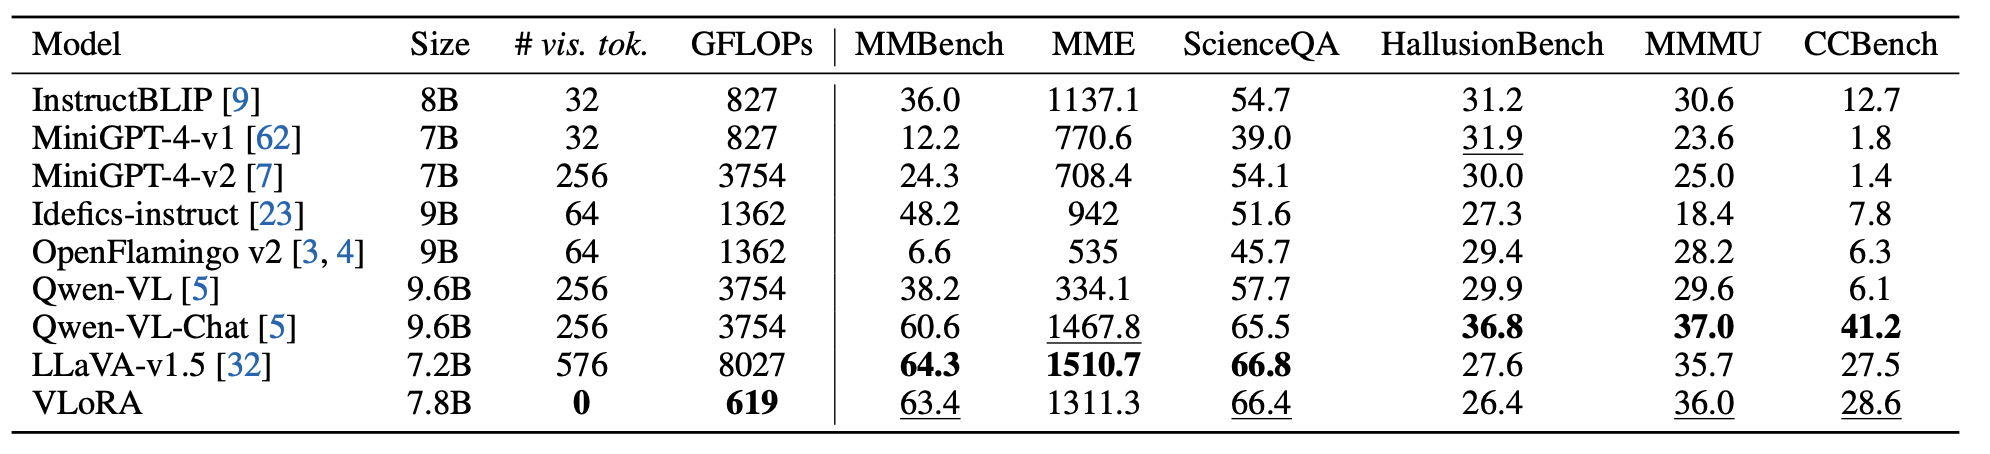 Model Size # vis. tok. GFLOPs MMBench MME ScienceQA HallusionBench MMMU CCBench
InstructBLIP [9] 8B 32 827 36.0 1137.1 54.7 31.2 30.6 12.7
MiniGPT-4-v1 [62] 7B 32 827 12.2 770.6 39.0 31.9 23.6 1.8
MiniGPT-4-v2 [7] 7B 256 3754 24.3 708.4 54.1 30.0 25.0 1.4
Idefics-instruct [23] 9B 64 1362 48.2 942 51.6 27.3 18.4 7.8
OpenFlamingo v2 [3, 4] 9B 64 1362 6.6 535 45.7 29.4 28.2 6.3
Qwen-VL [5] 9.6B 256 3754 38.2 334.1 57.7 29.9 29.6 6.1
Qwen-VL-Chat [5] 9.6B 256 3754 60.6 1467.8 65.5 36.8 37.0 41.2
LLaVA-v1.5 [32] 7.2B 576 8027 64.3 1510.7 66.8 27.6 35.7 27.5
VLoRA 7.8B 0 619 63.4 1311.3 66.4 26.4 36.0 28.6